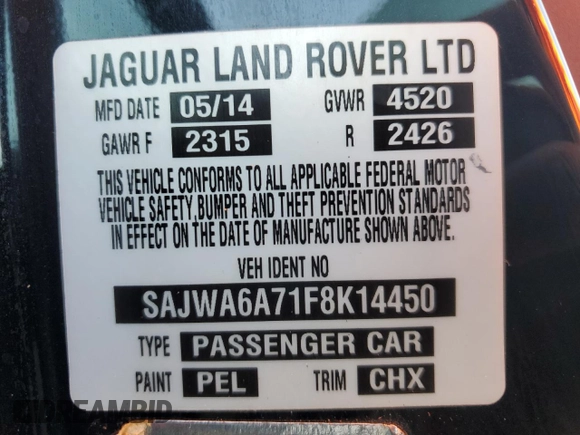 JAGUAR LAND ROVER LTD
MFD DATE 05/14 GVWR 4520
GAWR F 2315 R 2426
THIS VEHICLE CONFORMS TO ALL APPLICABLE FEDERAL MOTOR
VEHICLE SAFETY,BUMPER AND THEFT PREVENTION STANDARDS
IN EFFECT ON THE DATE OF MANUFACTURE SHOWN ABOVE.
VEH IDENT NO
SAJWA6A71F8K14450
TYPE PASSENGER CAR
PAINT PEL TRIM CHX